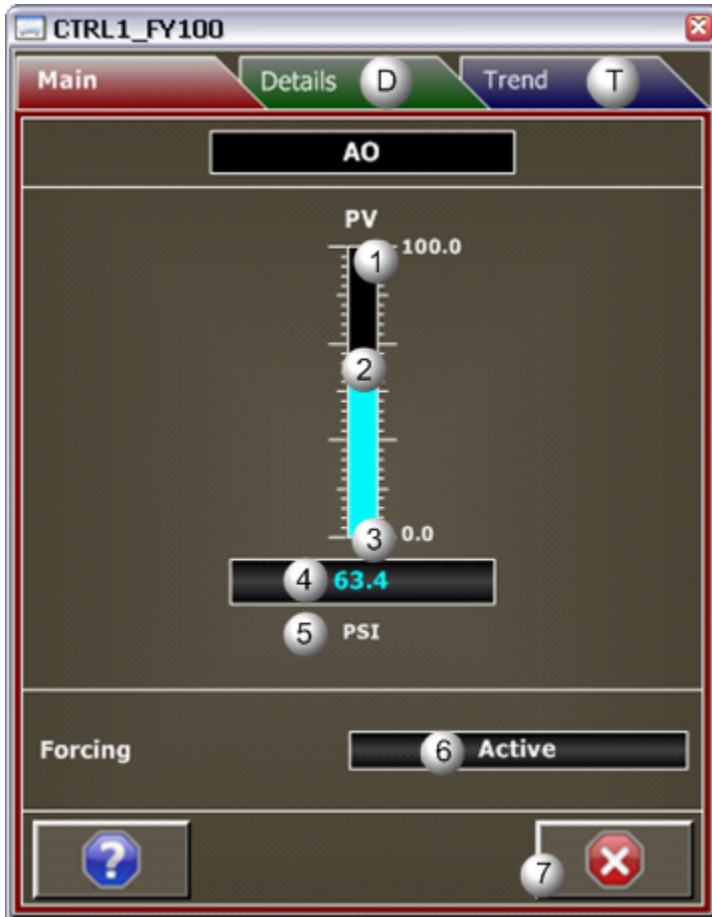 CTRL1_FY100
Main Details D Trend T
AO
PV
1 100.0
2
3 0.0
4 63.4
5 PSI
Forcing 6 Active
? 7